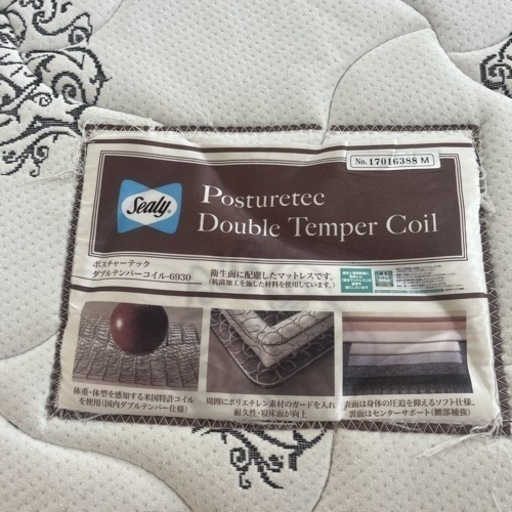 No. 17016388 M
Sealy
Posturetec
Double Temper Coil
ポスチャーテック
ダブルテンパーコイル-6930
衛生面に配慮したマットレスです。
(抗菌加工を施した材料を使用しています。)
体重・体型を感知する米国特許コイル
を使用(国内ダブルテンパー仕様)
周囲にポリエチレン素材のガードを入れ
耐久性・寝床面が向上
表面は身体の圧迫を抑えるソフト仕様、
裏面はセンターサポート(腰部補強)